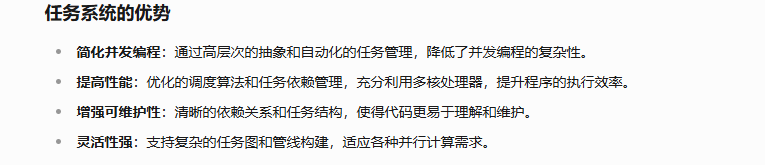 任务系统的优势
简化并发编程：通过高层次的抽象和自动化的任务管理，降低了并发编程的复杂性。
提高性能：优化的调度算法和任务依赖管理，充分利用多核处理器，提升程序的执行效率。
增强可维护性：清晰的依赖关系和任务结构，使得代码更易于理解和维护。
灵活性强：支持复杂的任务图和管线构建，适应各种并行计算需求。